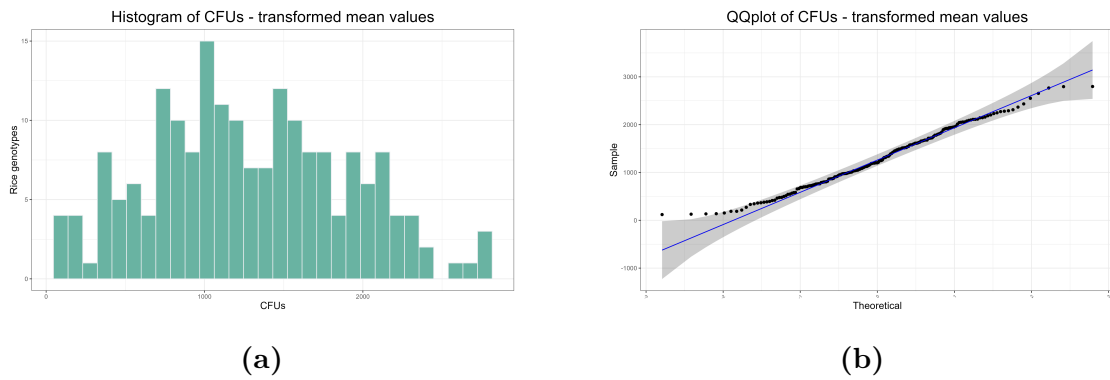 Histogram of CFUs - transformed mean values
Rice genotypes
15
10
5
0
0 1000 2000
CFUs
(a)
QQplot of CFUs - transformed mean values
Sample
3000
2000
1000
0
-1000
Theoretical
(b)